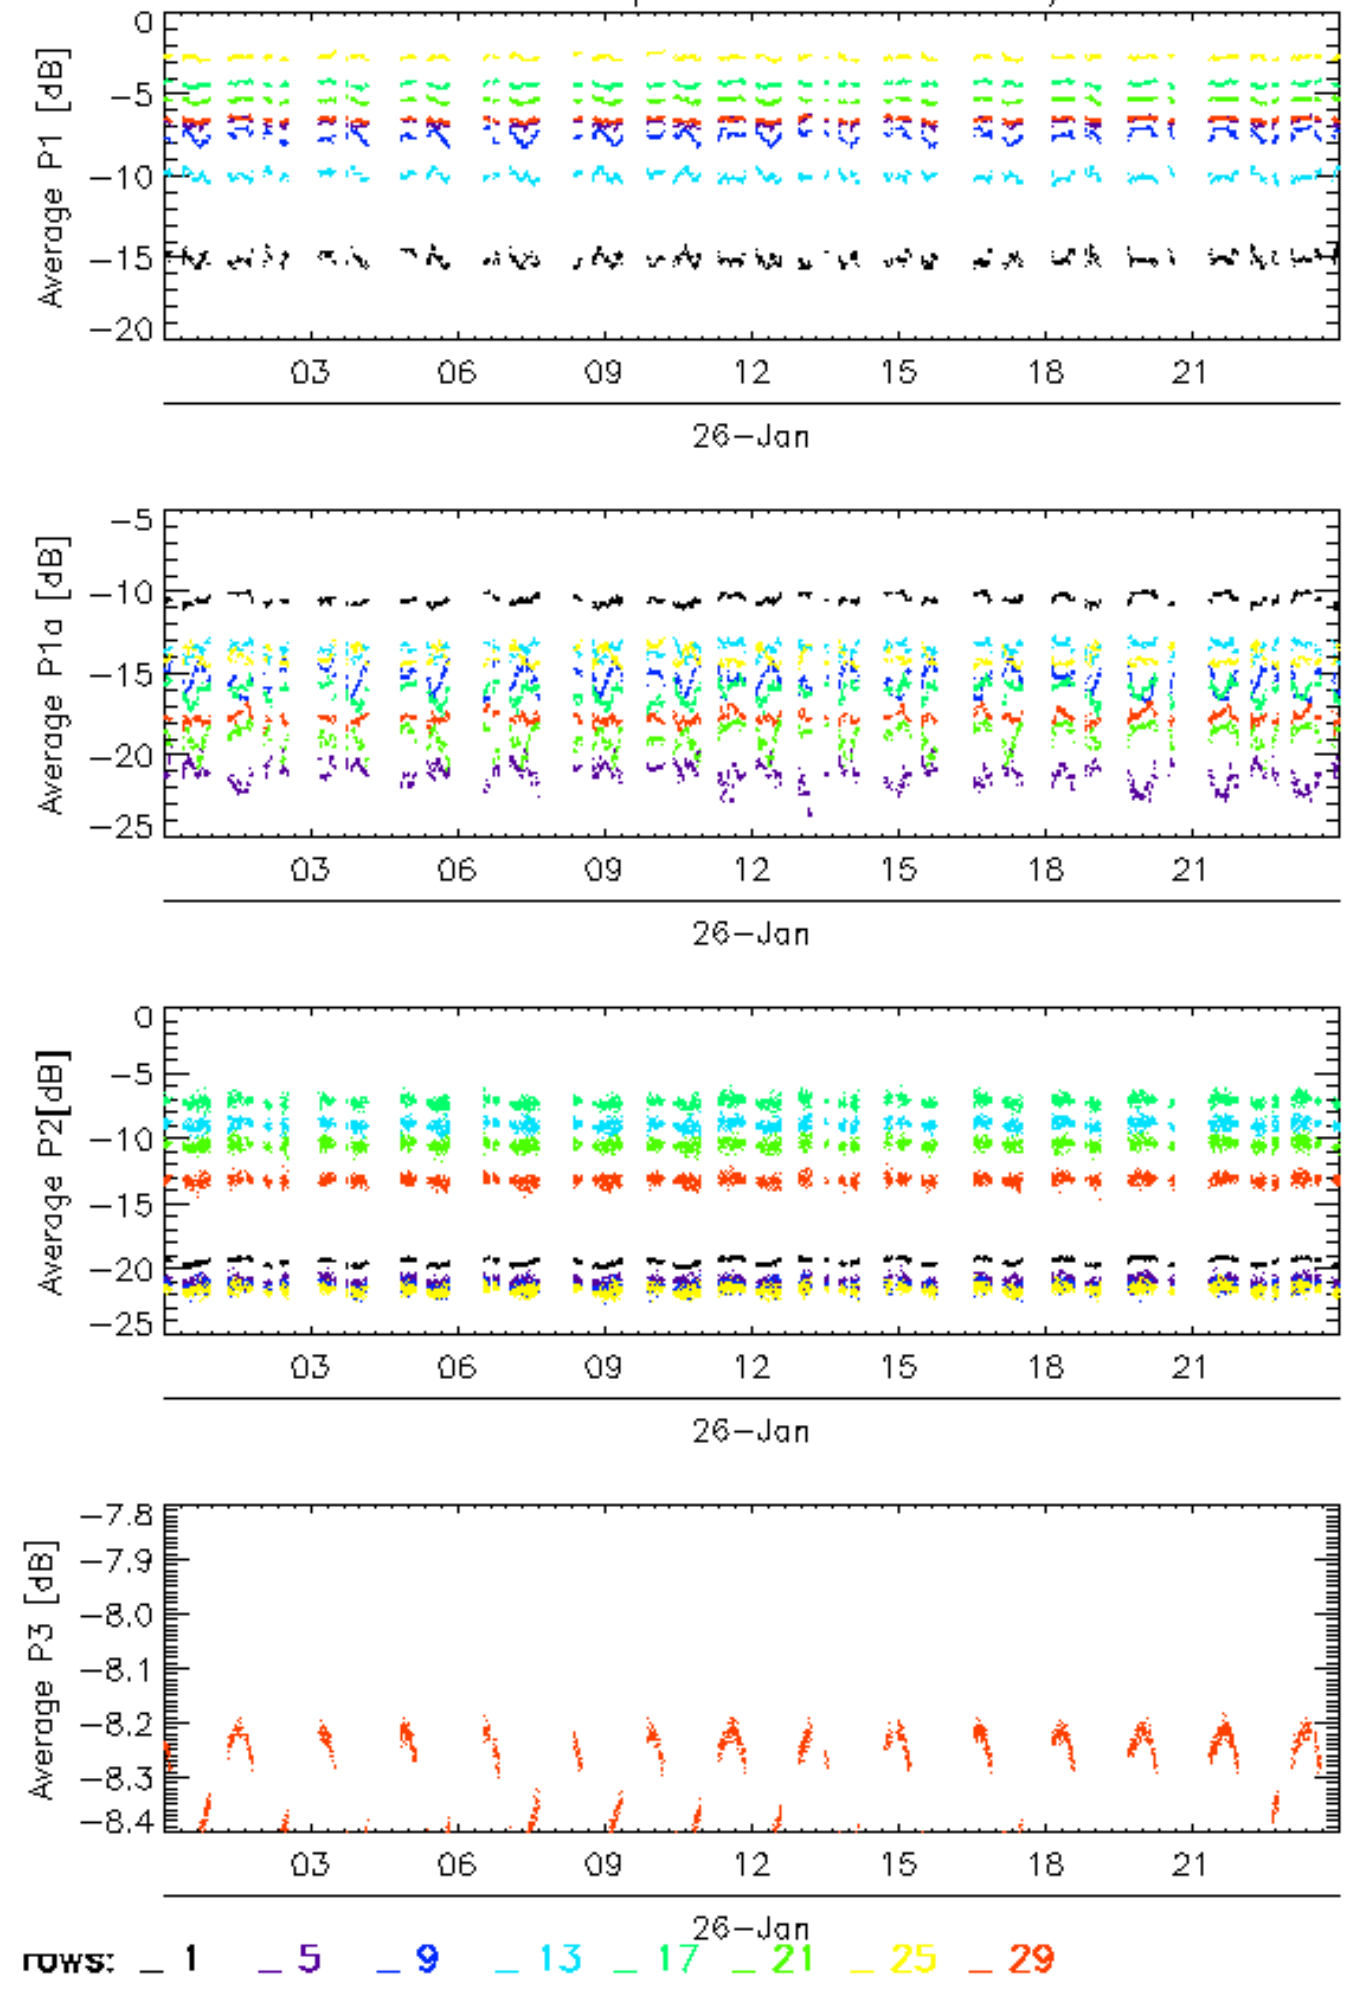 0
−5
−10
−15
−20
Average P1 [dB]
03 06 09 12 15 18 21
26−Jan
−5
−10
−15
−20
−25
Average P1a [dB]
03 06 09 12 15 18 21
26−Jan
0
−5
−10
−15
−20
−25
Average P2[dB]
03 06 09 12 15 18 21
26−Jan
−7.8
−7.9
−8.0
−8.1
−8.2
−8.3
−8.4
Average P3 [dB]
03 06 09 12 15 18 21
26−Jan
rows: _ 1 _ 5 _ 9 _ 13 _ 17 _ 21 _ 25 _ 29